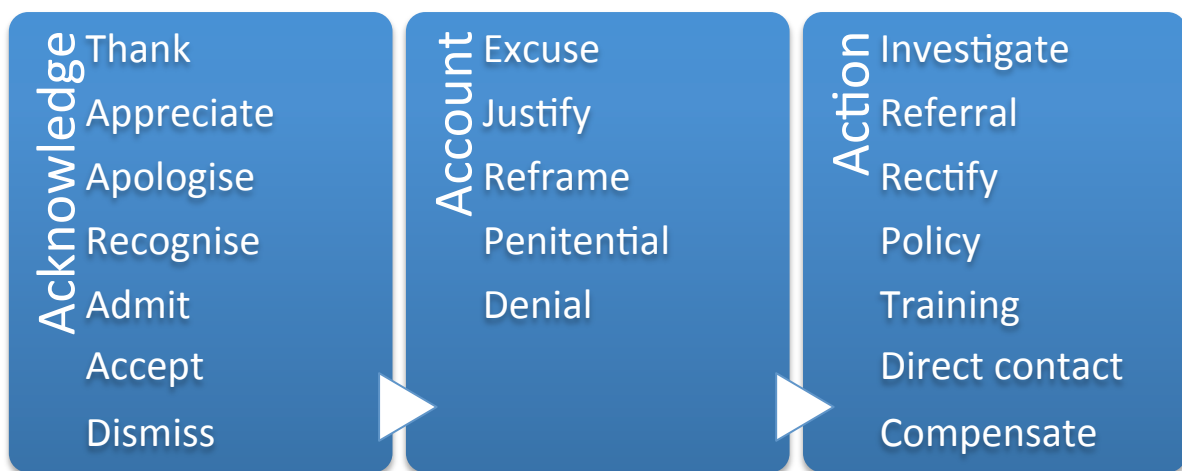 Acknowledge
Thank
Appreciate
Apologise
Recognise
Admit
Accept
Dismiss
Account
Excuse
Justify
Reframe
Penitential
Denial
Action
Investigate
Referral
Rectify
Policy
Training
Direct contact
Compensate